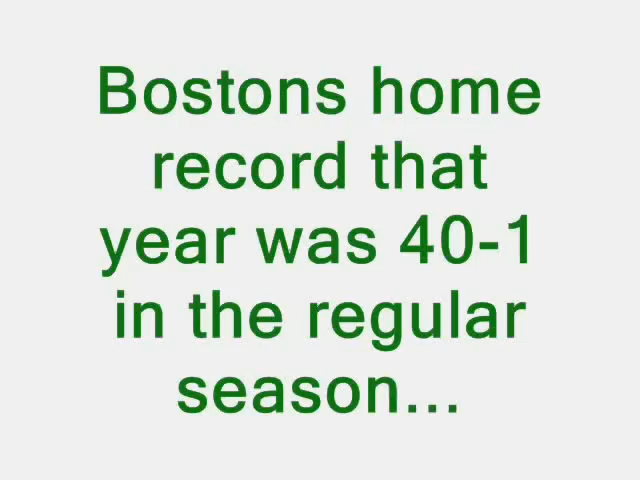 Bostons home
record that
year was 40-1
in the regular
season...